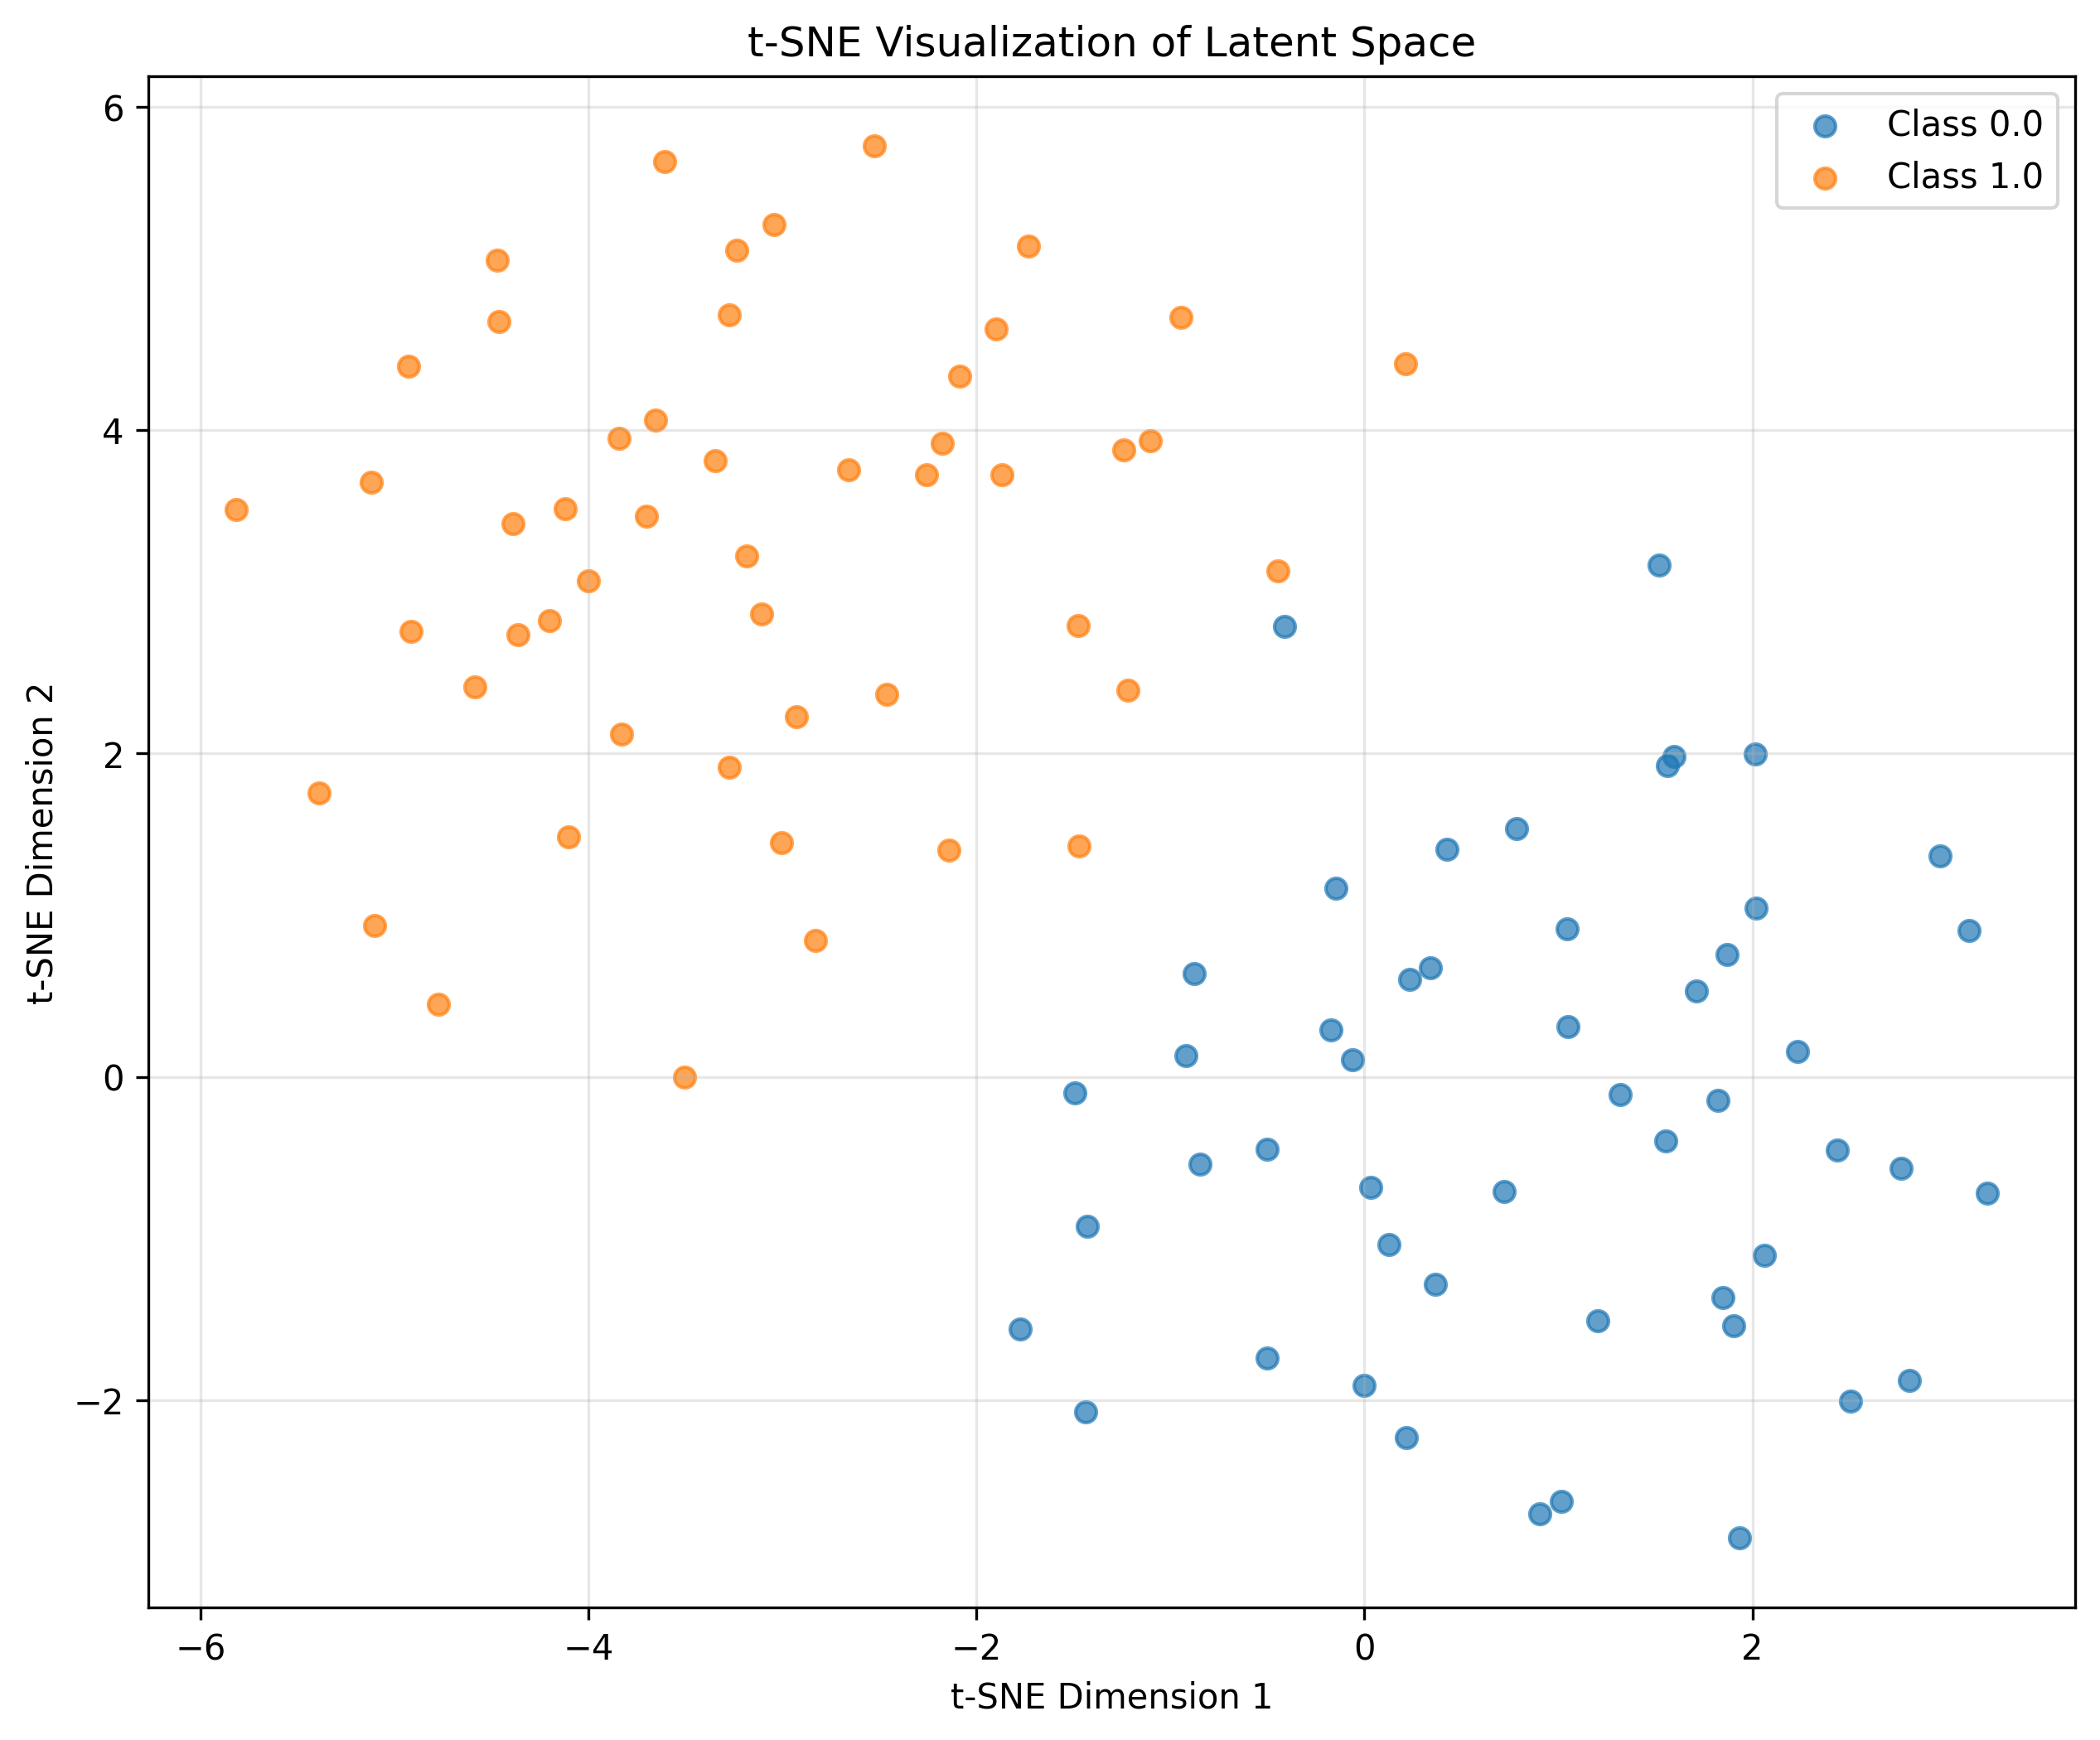 t-SNE Visualization of Latent Space
Class 0.0
Class 1.0
6
4
2
0
−2
t-SNE Dimension 2
−6
−4
−2
0
2
t-SNE Dimension 1